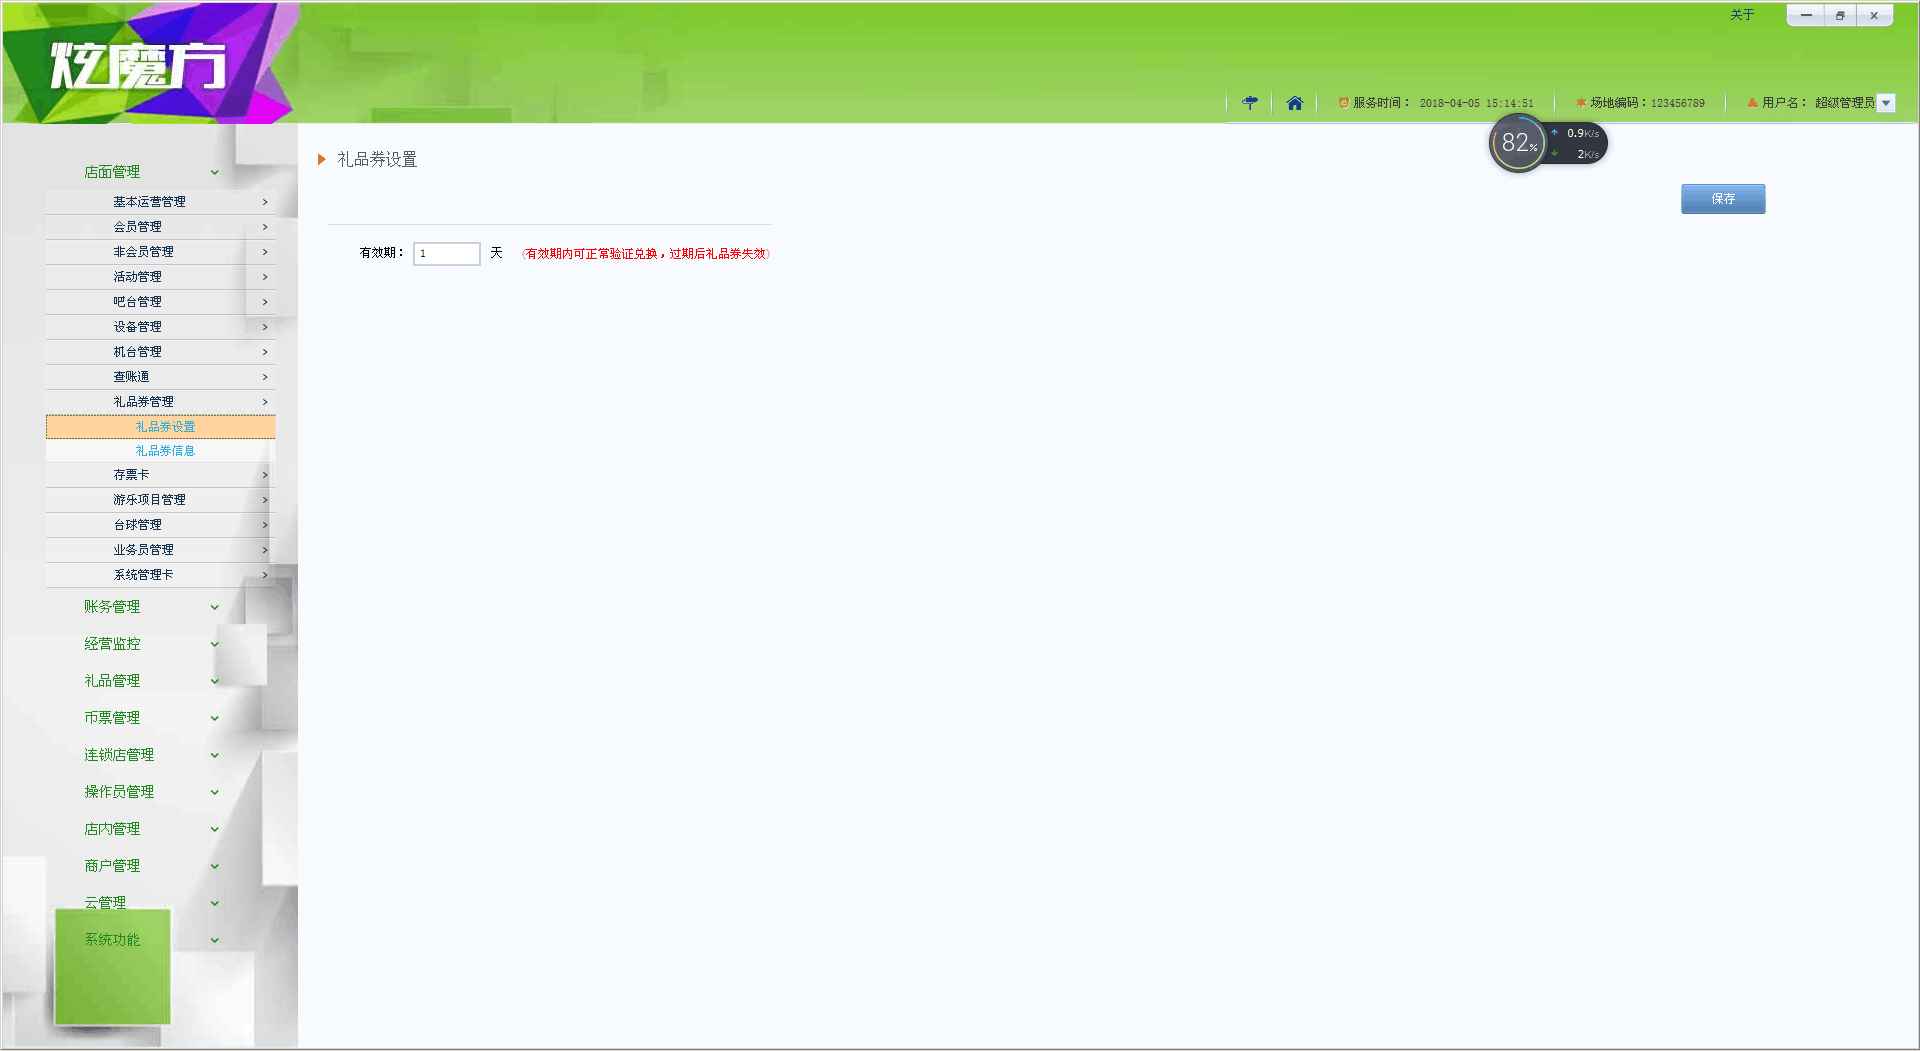 关于
炫魔方
服务时间： 2018-04-05 15:14:51
场地编码：123456789
用户名： 超级管理员
82%
0.9K/s
2K/s
店面管理
基本运营管理
会员管理
非会员管理
活动管理
吧台管理
设备管理
机台管理
查账通
礼品券管理
礼品券设置
礼品券信息
存票卡
游乐项目管理
台球管理
业务员管理
系统管理卡
账务管理
经营监控
礼品管理
币票管理
连锁店管理
操作员管理
店内管理
商户管理
云管理
系统功能
礼品券设置
保存
有效期： 1 天 (有效期内可正常验证兑换，过期后礼品券失效)